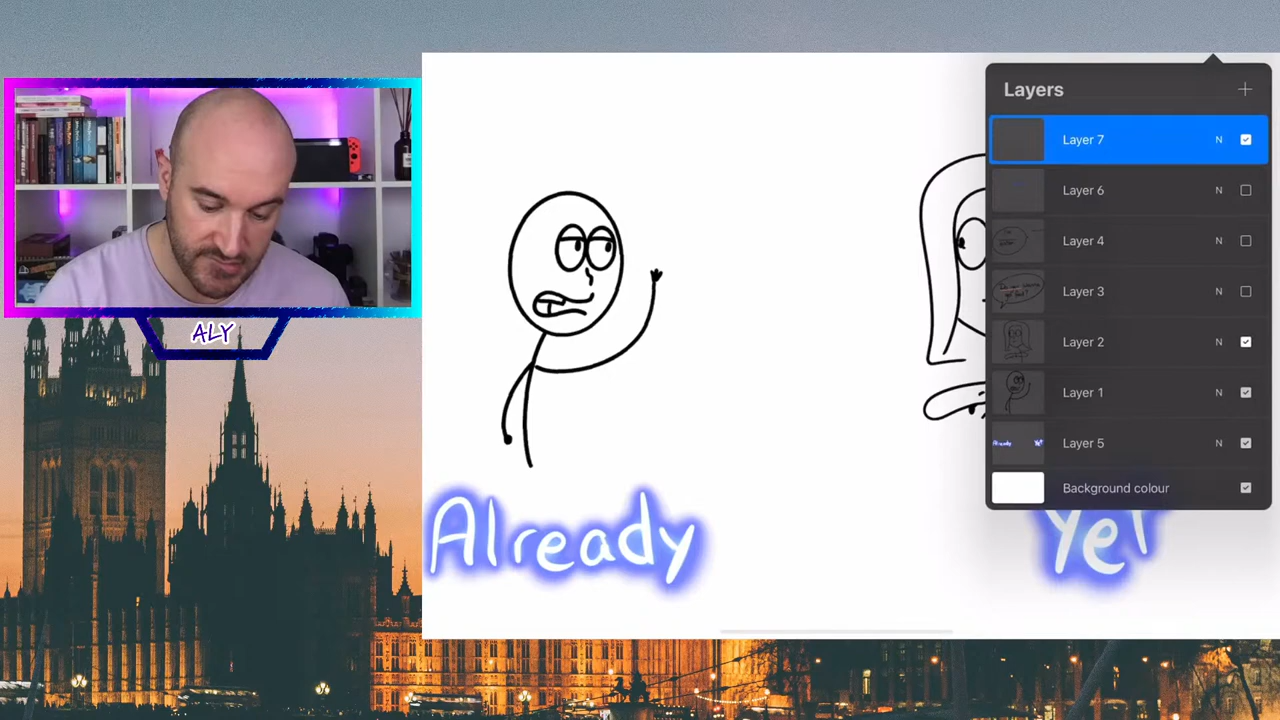 Layers
Layer 7 N
Layer 6 N
Layer 4 N
Layer 3 N
Layer 2 N
Layer 1 N
Layer 5 N
Background colour
ALY
Already
Yet